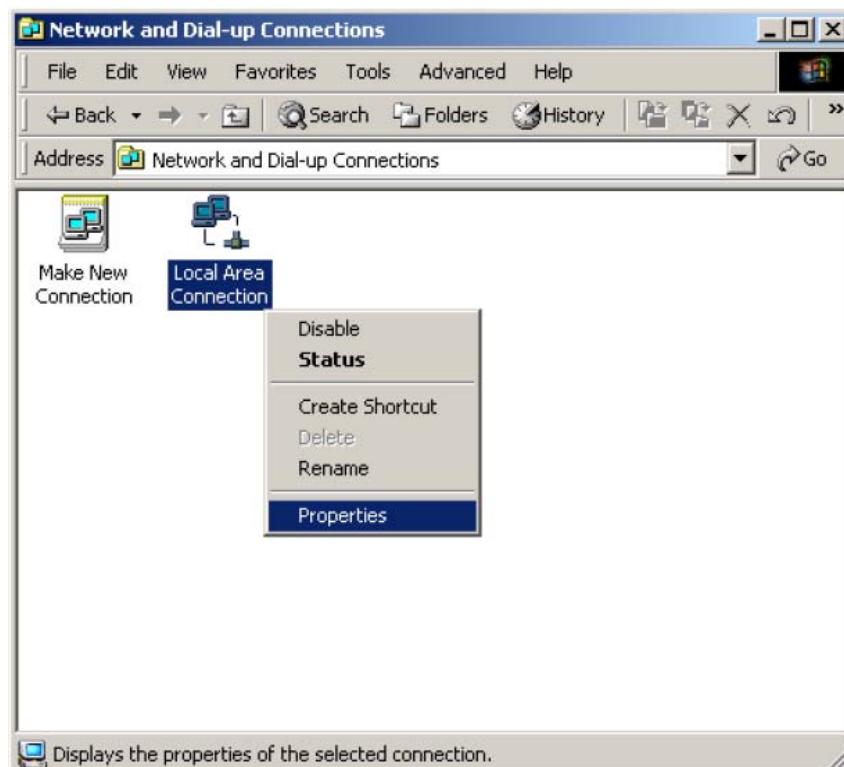 Network and Dial-up Connections
File Edit View Favorites Tools Advanced Help
Back Search Folders History »
Address Network and Dial-up Connections Go
Make New
Connection
Local Area
Connection
Disable
Status
Create Shortcut
Delete
Rename
Properties
Displays the properties of the selected connection.